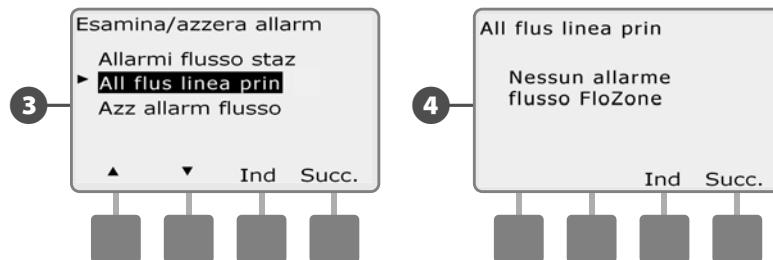 Esamina/azzera allarm
Allarmi flusso staz
► All flus linea prin
Azz allarm flusso
▲ ▼ Ind Succ.
3
All flus linea prin
Nessun allarme
flusso FloZone
Ind Succ.
4